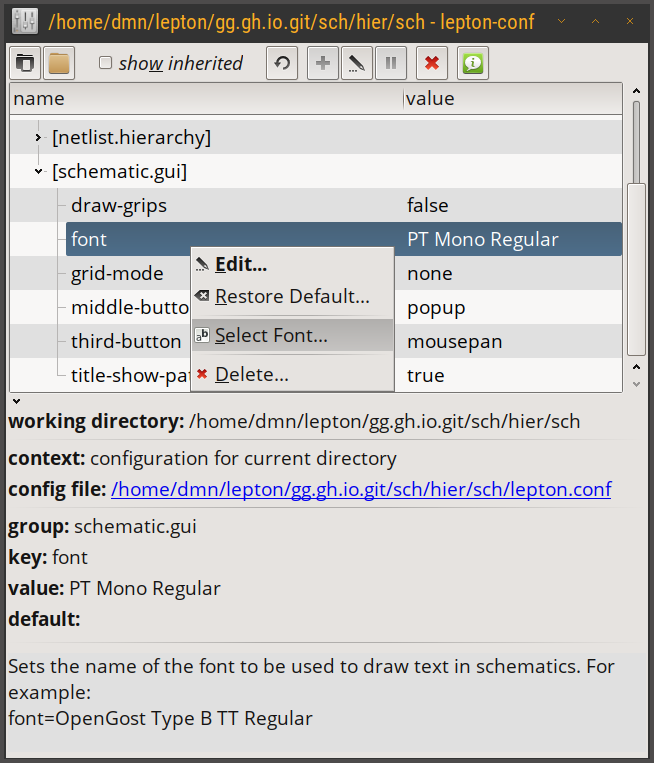 /home/dmn/lepton/gg.gh.io.git/sch/hier/sch - lepton-conf
show inherited
name value
[netlist.hierarchy]
[schematic.gui]
draw-grips false
font PT Mono Regular
Edit...
grid-mode none
Restore Default...
middle-butto popup
Select Font...
third-button mousepan
Delete...
title-show-pat true
working directory: /home/dmn/lepton/gg.gh.io.git/sch/hier/sch
context: configuration for current directory
config file: /home/dmn/lepton/gg.gh.io.git/sch/hier/sch/lepton.conf
group: schematic.gui
key: font
value: PT Mono Regular
default:
Sets the name of the font to be used to draw text in schematics. For
example:
font=OpenGost Type B TT Regular